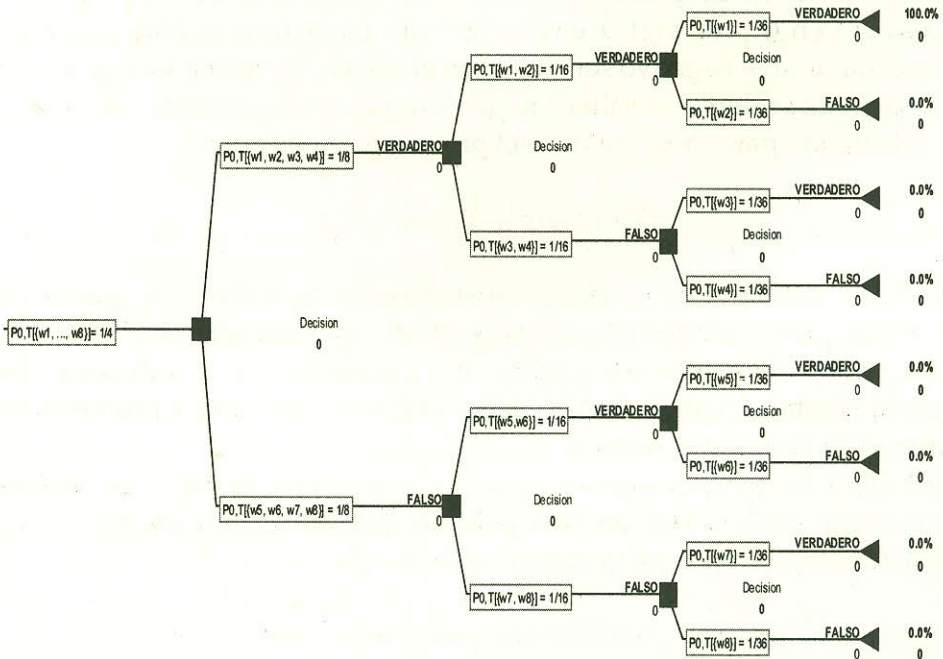 VERDADERO 100.0%
P0,T[{w1}] = 1/36
0 0
VERDADERO Decision
P0,T[{w1, w2}] = 1/16
0 0
FALSO 0.0%
P0,T[{w2}] = 1/36
0 0
VERDADERO Decision
P0,T[{w1, w2, w3, w4}] = 1/8
0 0
VERDADERO 0.0%
P0,T[{w3}] = 1/36
0 0
FALSO Decision
P0,T[{w3, w4}] = 1/16
0 0
FALSO 0.0%
P0,T[{w4}] = 1/36
0 0
Decision
P0,T[{w1, ..., w8}]= 1/4
0
VERDADERO 0.0%
P0,T[{w5}] = 1/36
0 0
VERDADERO Decision
P0,T[{w5,w6}] = 1/16
0 0
FALSO 0.0%
P0,T[{w6}] = 1/36
0 0
FALSO Decision
P0,T[{w5, w6, w7, w8}] = 1/8
0 0
VERDADERO 0.0%
P0,T[{w7}] = 1/36
0 0
FALSO Decision
P0,T[{w7, w8}] = 1/16
0 0
FALSO 0.0%
P0,T[{w8}] = 1/36
0 0